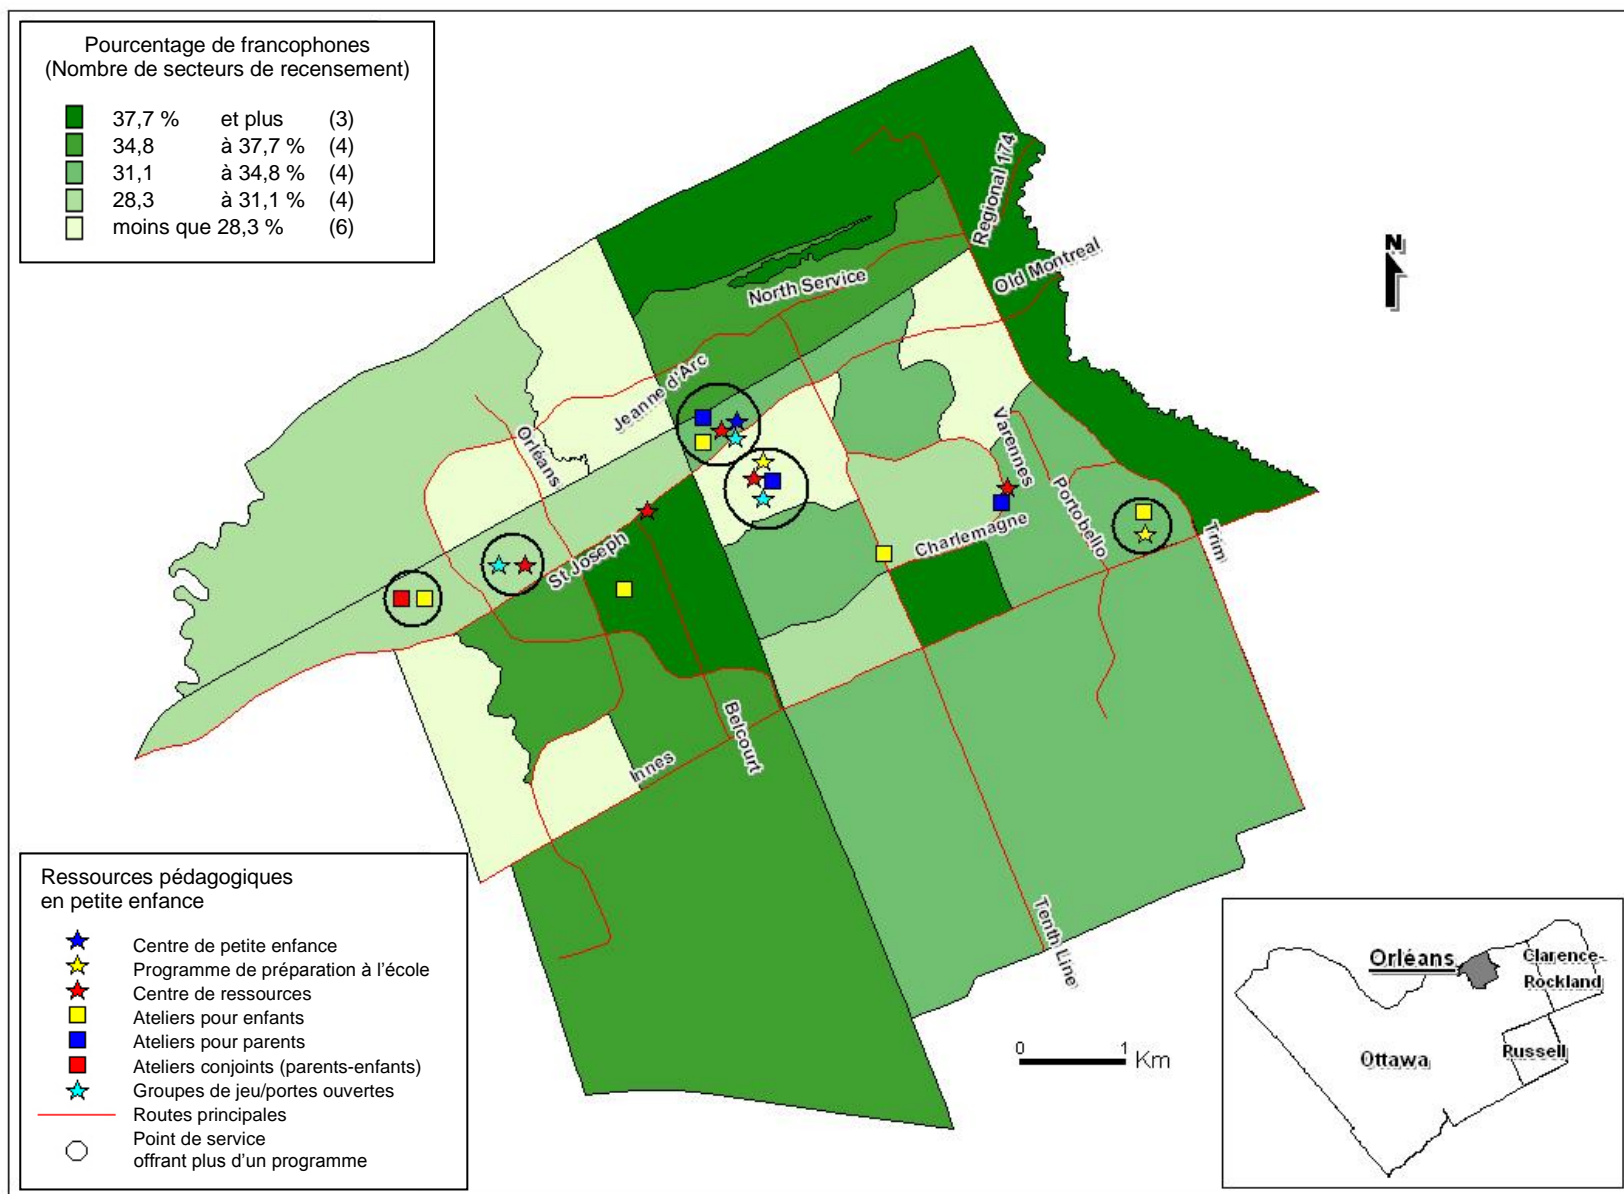 Pourcentage de francophones
(Nombre de secteurs de recensement)
37,7 % et plus (3)
34,8 à 37,7 % (4)
31,1 à 34,8 % (4)
28,3 à 31,1 % (4)
moins que 28,3 % (6)
N
Regional 174
Old Montreal
North Service
Jeanne d'Arc
Orléans
Varennes
Portobello
Charlemagne
Trim
St Joseph
Belcourt
Innes
Tenth Line
0 1 Km
Ressources pédagogiques
en petite enfance
Centre de petite enfance
Programme de préparation à l’école
Centre de ressources
Ateliers pour enfants
Ateliers pour parents
Ateliers conjoints (parents-enfants)
Groupes de jeu/portes ouvertes
Routes principales
Point de service
offrant plus d’un programme
Orléans
Clarence-
Rockland
Ottawa
Russell